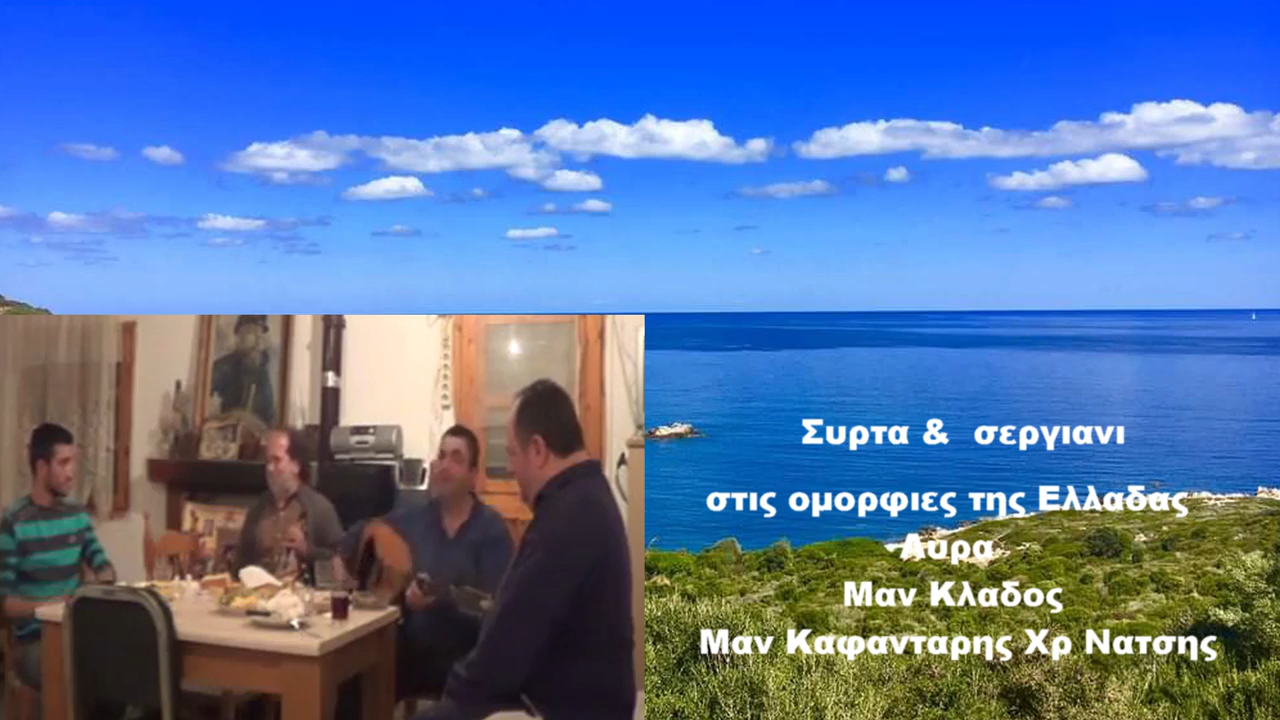 Συρτα & σεργιανι
στις ομορφιες της Ελλαδας
Λυρα
Μαν Κλαδος
Μαν Καφανταρης Χρ Νατσης